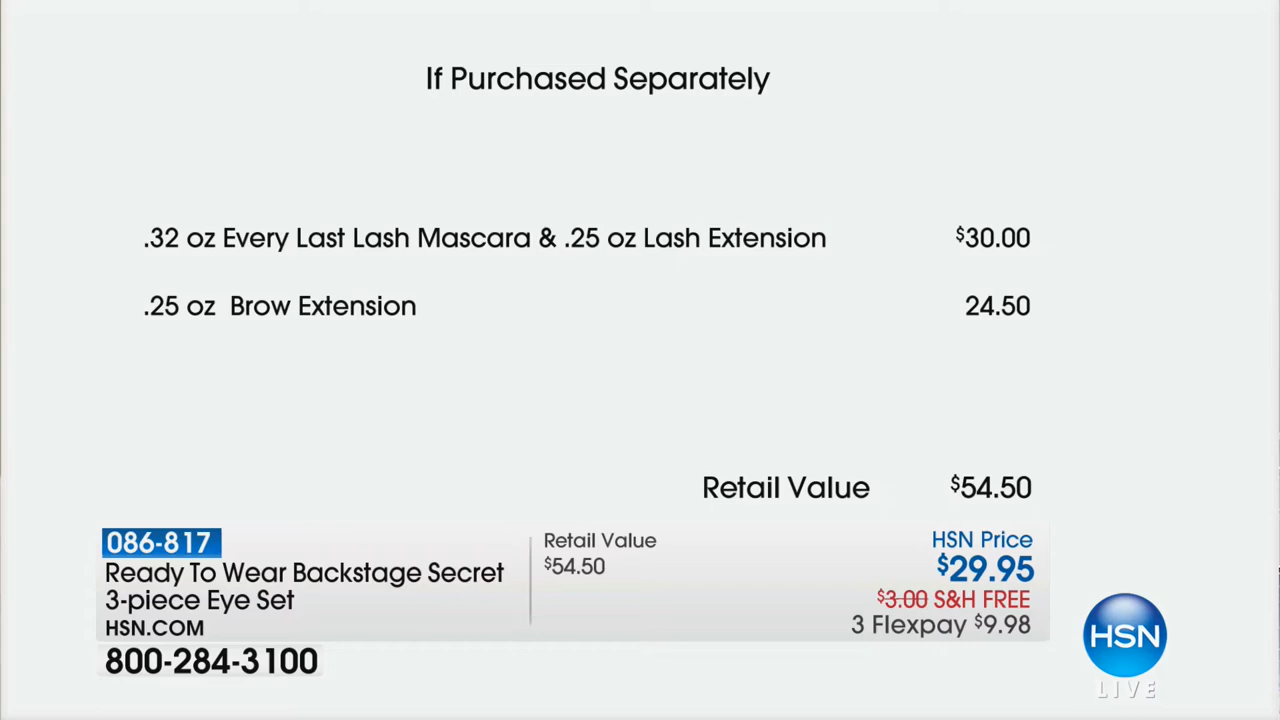 If Purchased Separately
.32 oz Every Last Lash Mascara & .25 oz Lash Extension $30.00
.25 oz Brow Extension 24.50
Retail Value $54.50
086-817
Ready To Wear Backstage Secret
3-piece Eye Set
HSN.COM
800-284-3100
Retail Value
$54.50
HSN Price
$29.95
$3.00 S&H FREE
3 Flexpay $9.98
HSN
LIVE